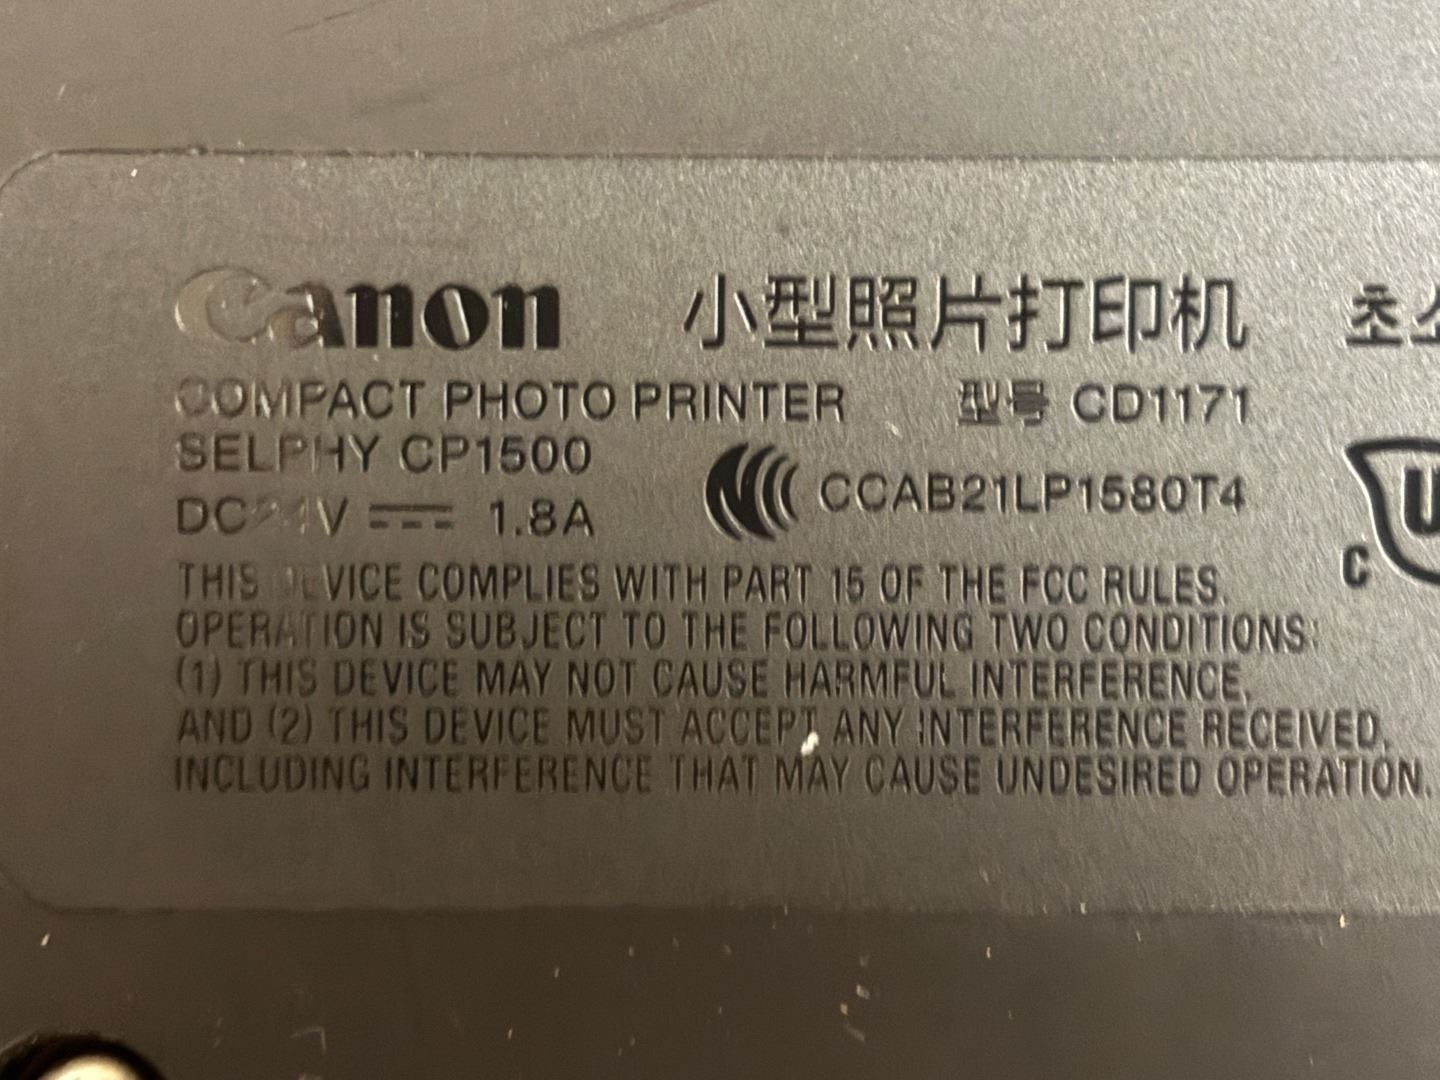 Canon 小型照片打印机 초소
COMPACT PHOTO PRINTER 型号 CD1171
SELPHY CP1500
CCAB21LP1580T4
DC24V ⎓ 1.8A
C U
THIS DEVICE COMPLIES WITH PART 15 OF THE FCC RULES.
OPERATION IS SUBJECT TO THE FOLLOWING TWO CONDITIONS:
(1) THIS DEVICE MAY NOT CAUSE HARMFUL INTERFERENCE,
AND (2) THIS DEVICE MUST ACCEPT ANY INTERFERENCE RECEIVED,
INCLUDING INTERFERENCE THAT MAY CAUSE UNDESIRED OPERATION.